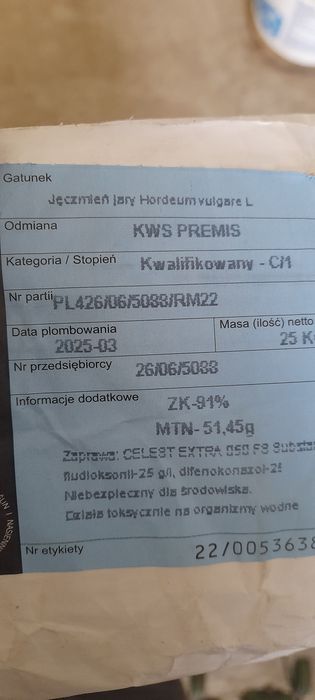 Gatunek
Jęczmień jary Hordeum vulgare L
Odmiana KWS PREMIS
Kategoria / Stopień Kwalifikowany - C/1
Nr partii PL426/06/5088/RM22
Data plombowania Masa (ilość) netto
2025-03 25 K
Nr przedsiębiorcy 26/06/5088
Informacje dodatkowe ZK-91%
MTN- 51,45g
Zaprawa: CELEST EXTRA 050 FS Substan
fludioksonil-25 g/l, difenokonazol-25
Niebezpieczny dla środowiska.
Działa toksycznie na organizmy wodne
Nr etykiety 22/0053638